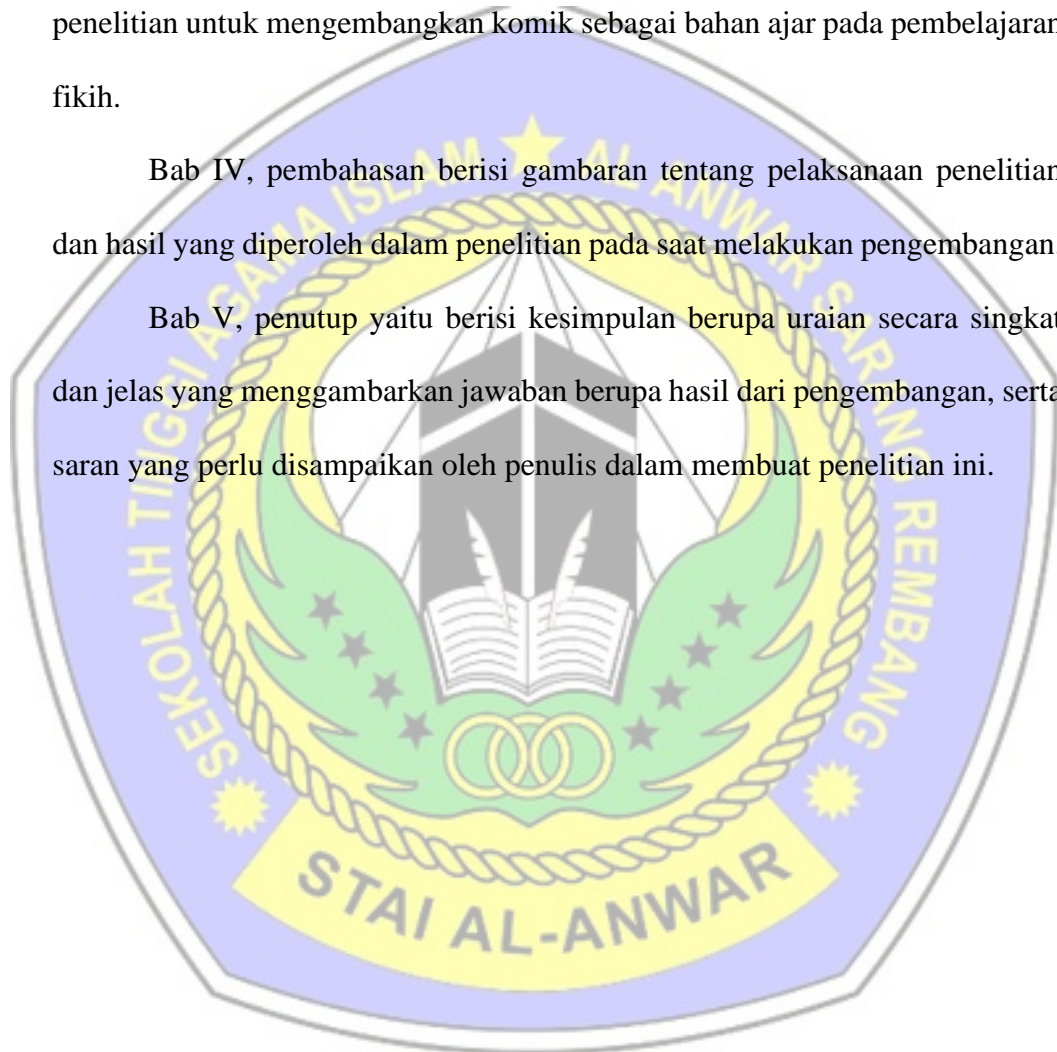 penelitian untuk mengembangkan komik sebagai bahan ajar pada pembelajaran
fikih.
Bab IV, pembahasan berisi gambaran tentang pelaksanaan penelitian
dan hasil yang diperoleh dalam penelitian pada saat melakukan pengembangan.
Bab V, penutup yaitu berisi kesimpulan berupa uraian secara singkat
dan jelas yang menggambarkan jawaban berupa hasil dari pengembangan, serta
saran yang perlu disampaikan oleh penulis dalam membuat penelitian ini.
SEKOLAH TINGGI AGAMA ISLAM AL ANWAR SARANG REMBANG
STAI AL-ANWAR